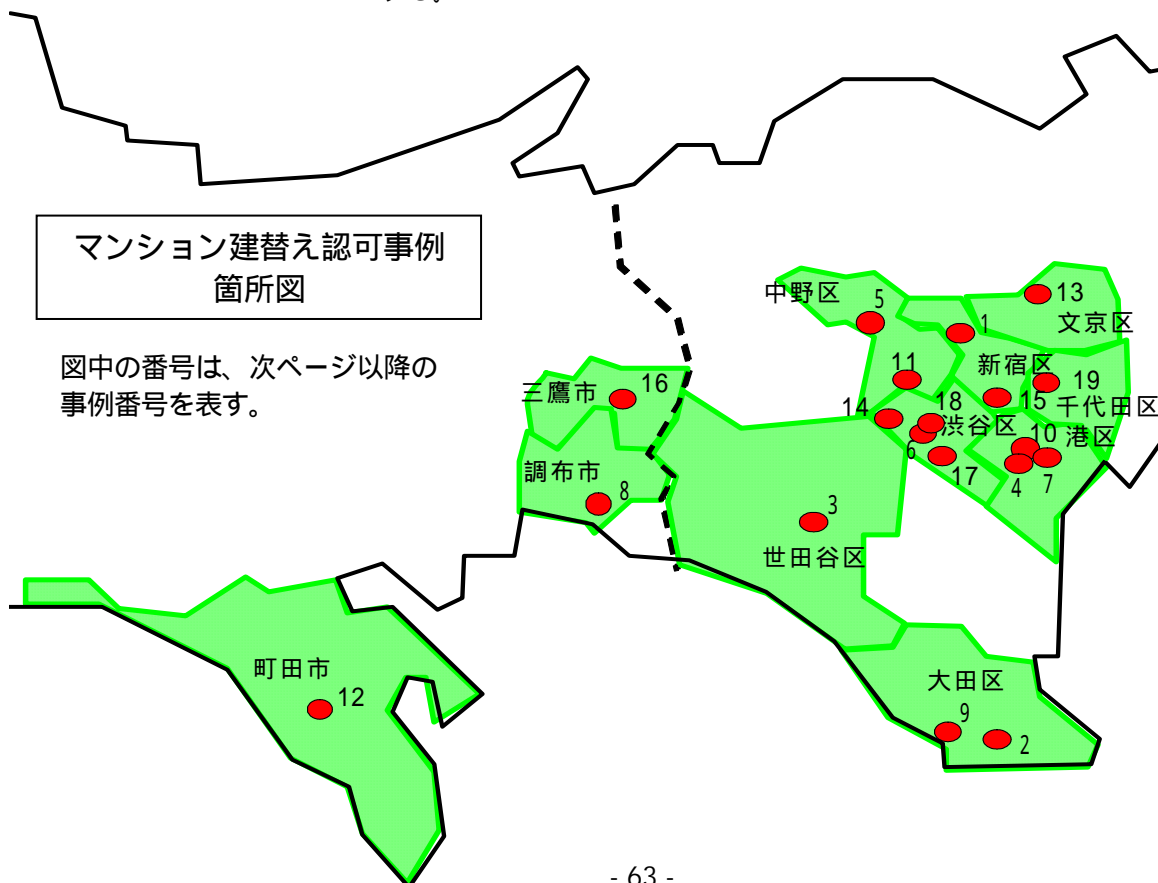 する。
マンション建替え認可事例
箇所図
図中の番号は、次ページ以降の
事例番号を表す。
中野区
5
13
文京区
1
新宿区
11
15
19
千代田区
三鷹市
16
14
18
渋谷区
6
17
10
港区
4
7
調布市
8
3
世田谷区
町田市
12
大田区
9
2
- 63 -